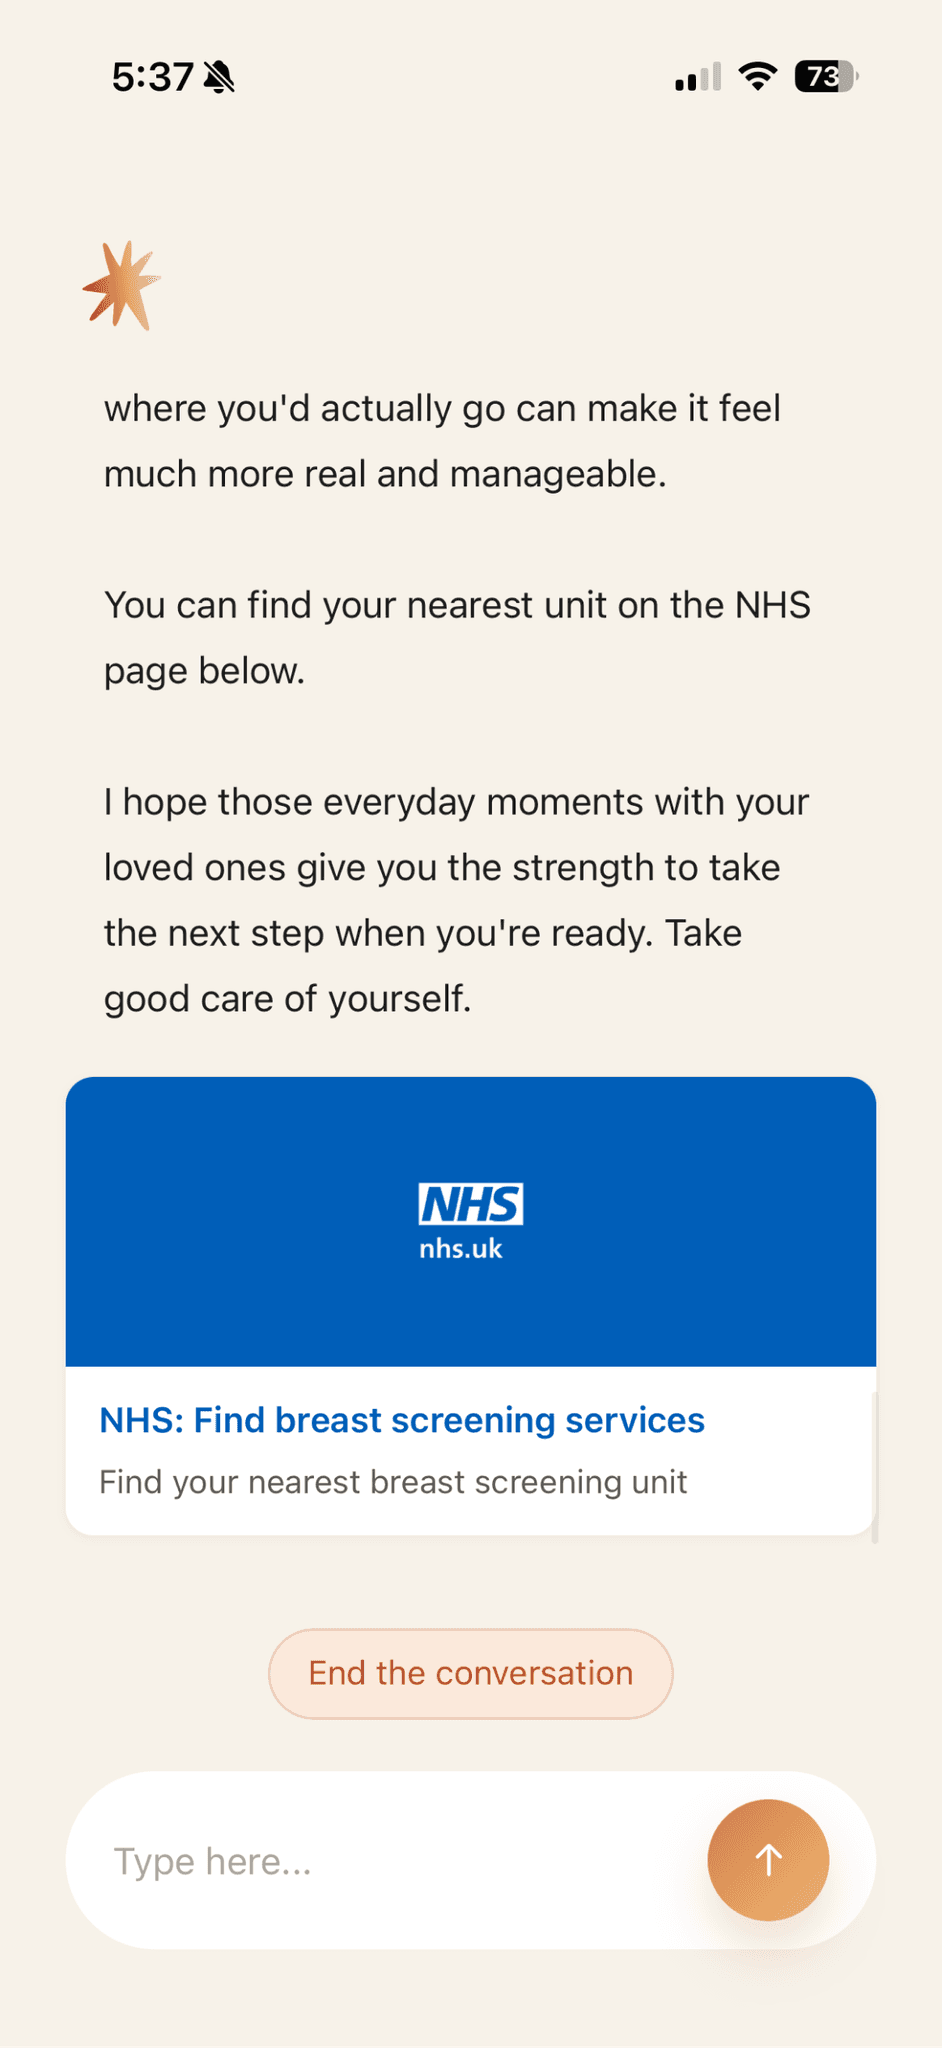 5:37
73
where you'd actually go can make it feel
much more real and manageable.
You can find your nearest unit on the NHS
page below.
I hope those everyday moments with your
loved ones give you the strength to take
the next step when you're ready. Take
good care of yourself.
NHS
nhs.uk
NHS: Find breast screening services
Find your nearest breast screening unit
End the conversation
Type here...